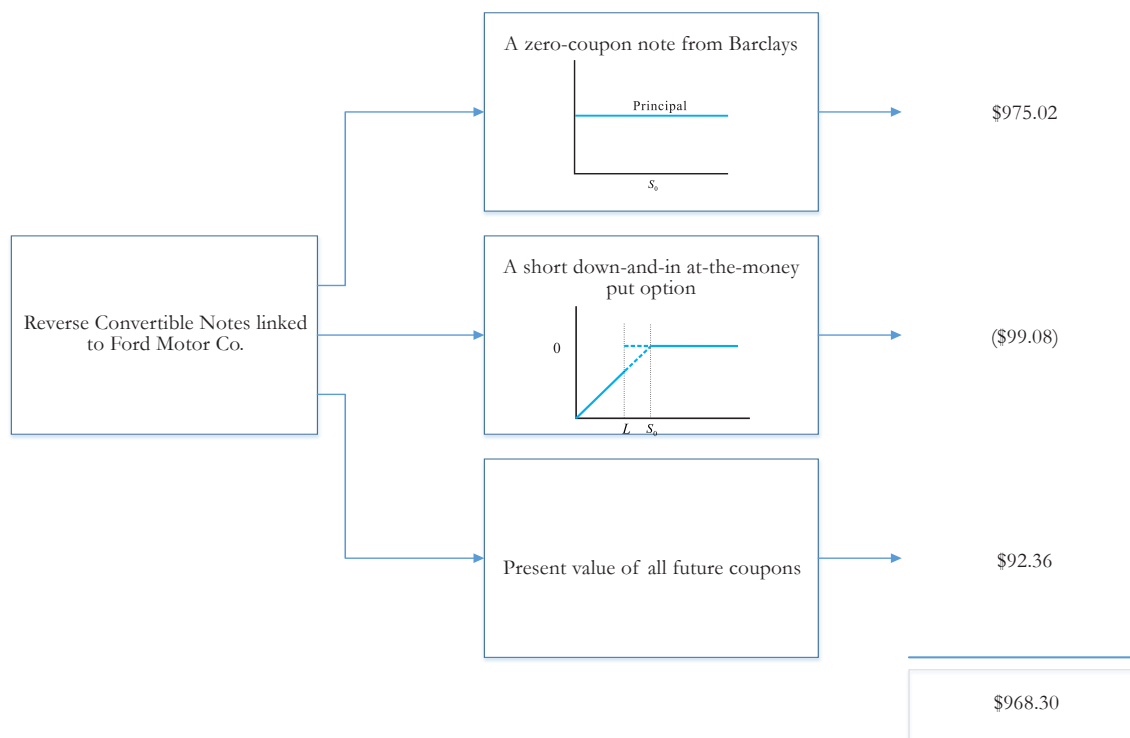 A zero-coupon note from Barclays
Principal
S₀
$975.02
Reverse Convertible Notes linked
to Ford Motor Co.
A short down-and-in at-the-money
put option
0
L S₀
($99.08)
Present value of all future coupons
$92.36
$968.30